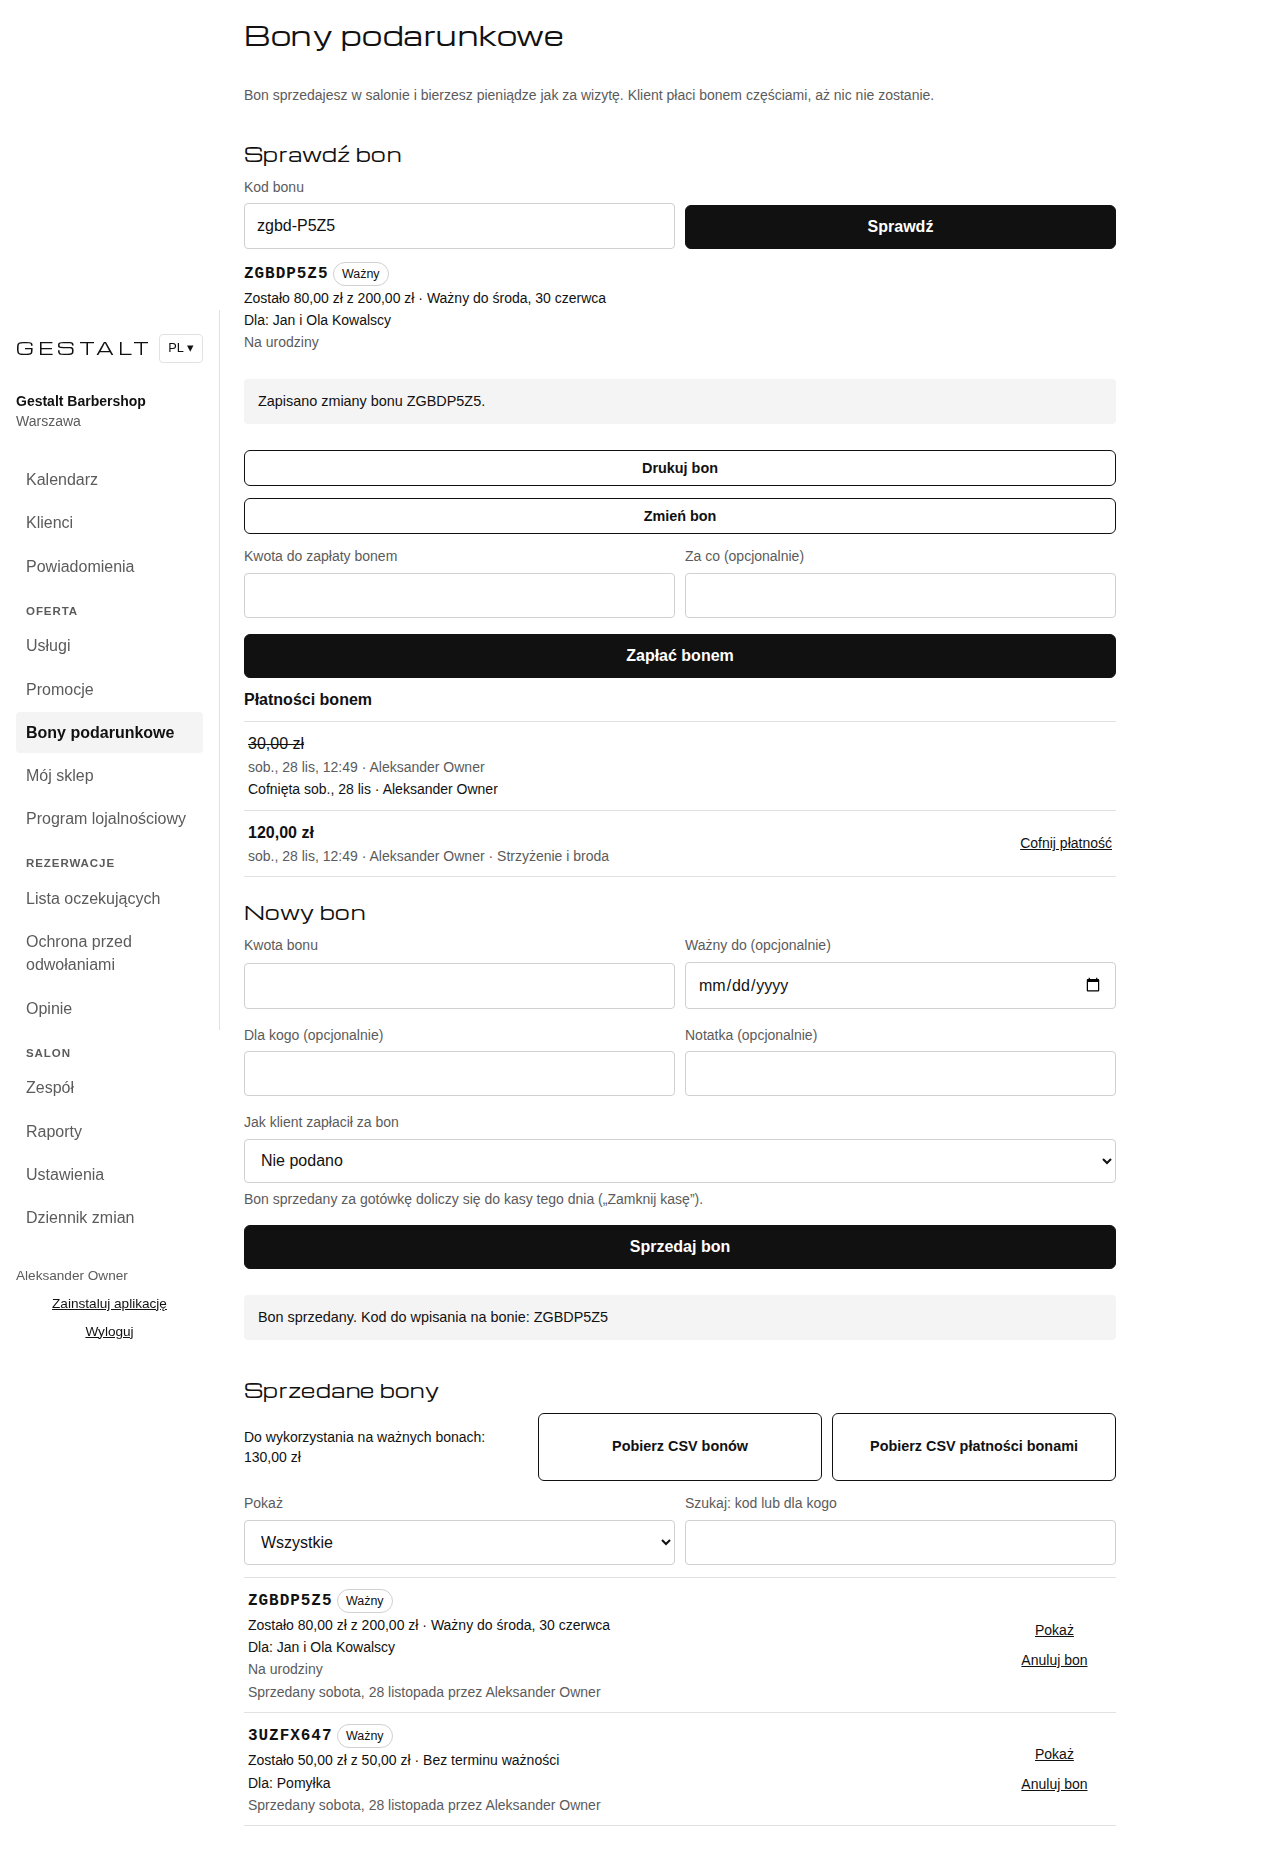 GESTALT
PL ▾
Gestalt Barbershop
Warszawa
Kalendarz
Klienci
Powiadomienia
OFERTA
Usługi
Promocje
Bony podarunkowe
Mój sklep
Program lojalnościowy
REZERWACJE
Lista oczekujących
Ochrona przed
odwołaniami
Opinie
SALON
Zespół
Raporty
Ustawienia
Dziennik zmian
Aleksander Owner
Zainstaluj aplikację
Wyloguj
Bony podarunkowe
Bon sprzedajesz w salonie i bierzesz pieniądze jak za wizytę. Klient płaci bonem częściami, aż nic nie zostanie.
Sprawdź bon
Kod bonu
zgbd-P5Z5
Sprawdź
ZGBDP5Z5 Ważny
Zostało 80,00 zł z 200,00 zł · Ważny do środa, 30 czerwca
Dla: Jan i Ola Kowalscy
Na urodziny
Zapisano zmiany bonu ZGBDP5Z5.
Drukuj bon
Zmień bon
Kwota do zapłaty bonem
Za co (opcjonalnie)
Zapłać bonem
Płatności bonem
30,00 zł
sob., 28 lis, 12:49 · Aleksander Owner
Cofnięta sob., 28 lis · Aleksander Owner
120,00 zł
sob., 28 lis, 12:49 · Aleksander Owner · Strzyżenie i broda
Cofnij płatność
Nowy bon
Kwota bonu
Ważny do (opcjonalnie)
mm/dd/yyyy
Dla kogo (opcjonalnie)
Notatka (opcjonalnie)
Jak klient zapłacił za bon
Nie podano
Bon sprzedany za gotówkę doliczy się do kasy tego dnia („Zamknij kasę”).
Sprzedaj bon
Bon sprzedany. Kod do wpisania na bonie: ZGBDP5Z5
Sprzedane bony
Do wykorzystania na ważnych bonach:
130,00 zł
Pobierz CSV bonów
Pobierz CSV płatności bonami
Pokaż
Szukaj: kod lub dla kogo
Wszystkie
ZGBDP5Z5 Ważny
Zostało 80,00 zł z 200,00 zł · Ważny do środa, 30 czerwca
Dla: Jan i Ola Kowalscy
Na urodziny
Sprzedany sobota, 28 listopada przez Aleksander Owner
Pokaż
Anuluj bon
3UZFX647 Ważny
Zostało 50,00 zł z 50,00 zł · Bez terminu ważności
Dla: Pomyłka
Sprzedany sobota, 28 listopada przez Aleksander Owner
Pokaż
Anuluj bon